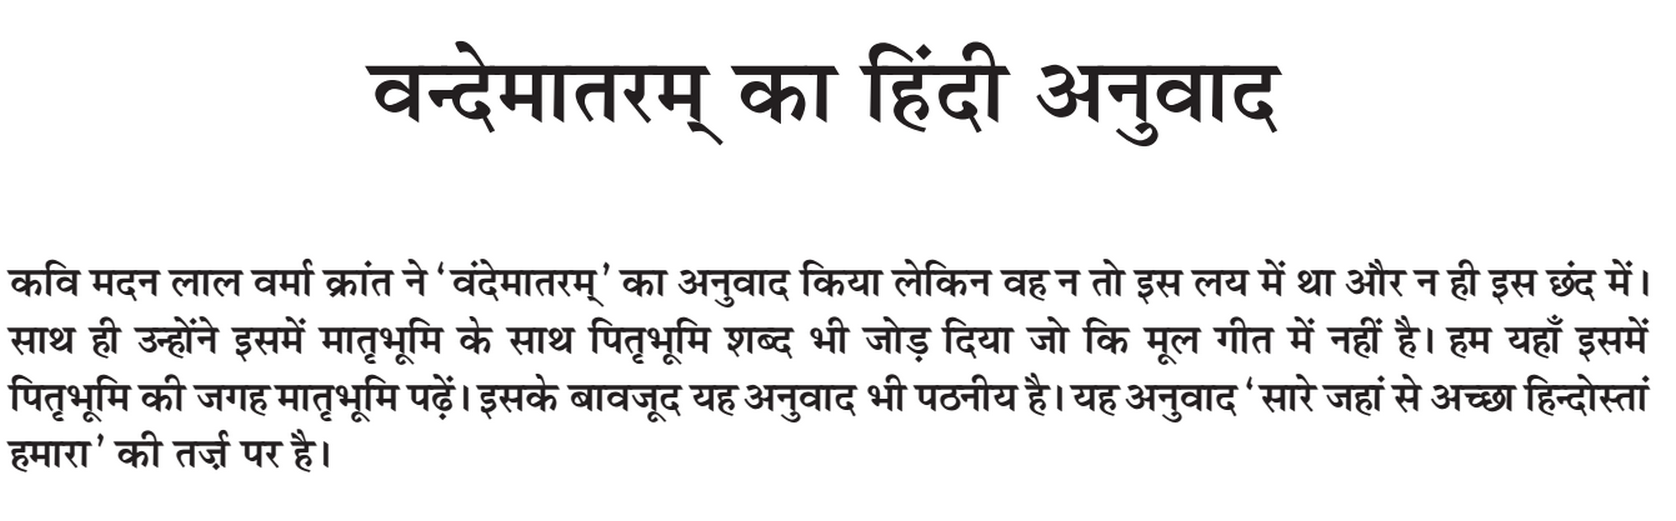 वन्देमातरम् का हिंदी अनुवाद
कवि मदन लाल वर्मा क्रांत ने ‘वंदेमातरम्’ का अनुवाद किया लेकिन वह न तो इस लय में था और न ही इस छंद में।
साथ ही उन्होंने इसमें मातृभूमि के साथ पितृभूमि शब्द भी जोड़ दिया जो कि मूल गीत में नहीं है। हम यहाँ इसमें
पितृभूमि की जगह मातृभूमि पढ़ें। इसके बावजूद यह अनुवाद भी पठनीय है। यह अनुवाद ‘सारे जहां से अच्छा हिन्दोस्तां
हमारा’ की तर्ज़ पर है।